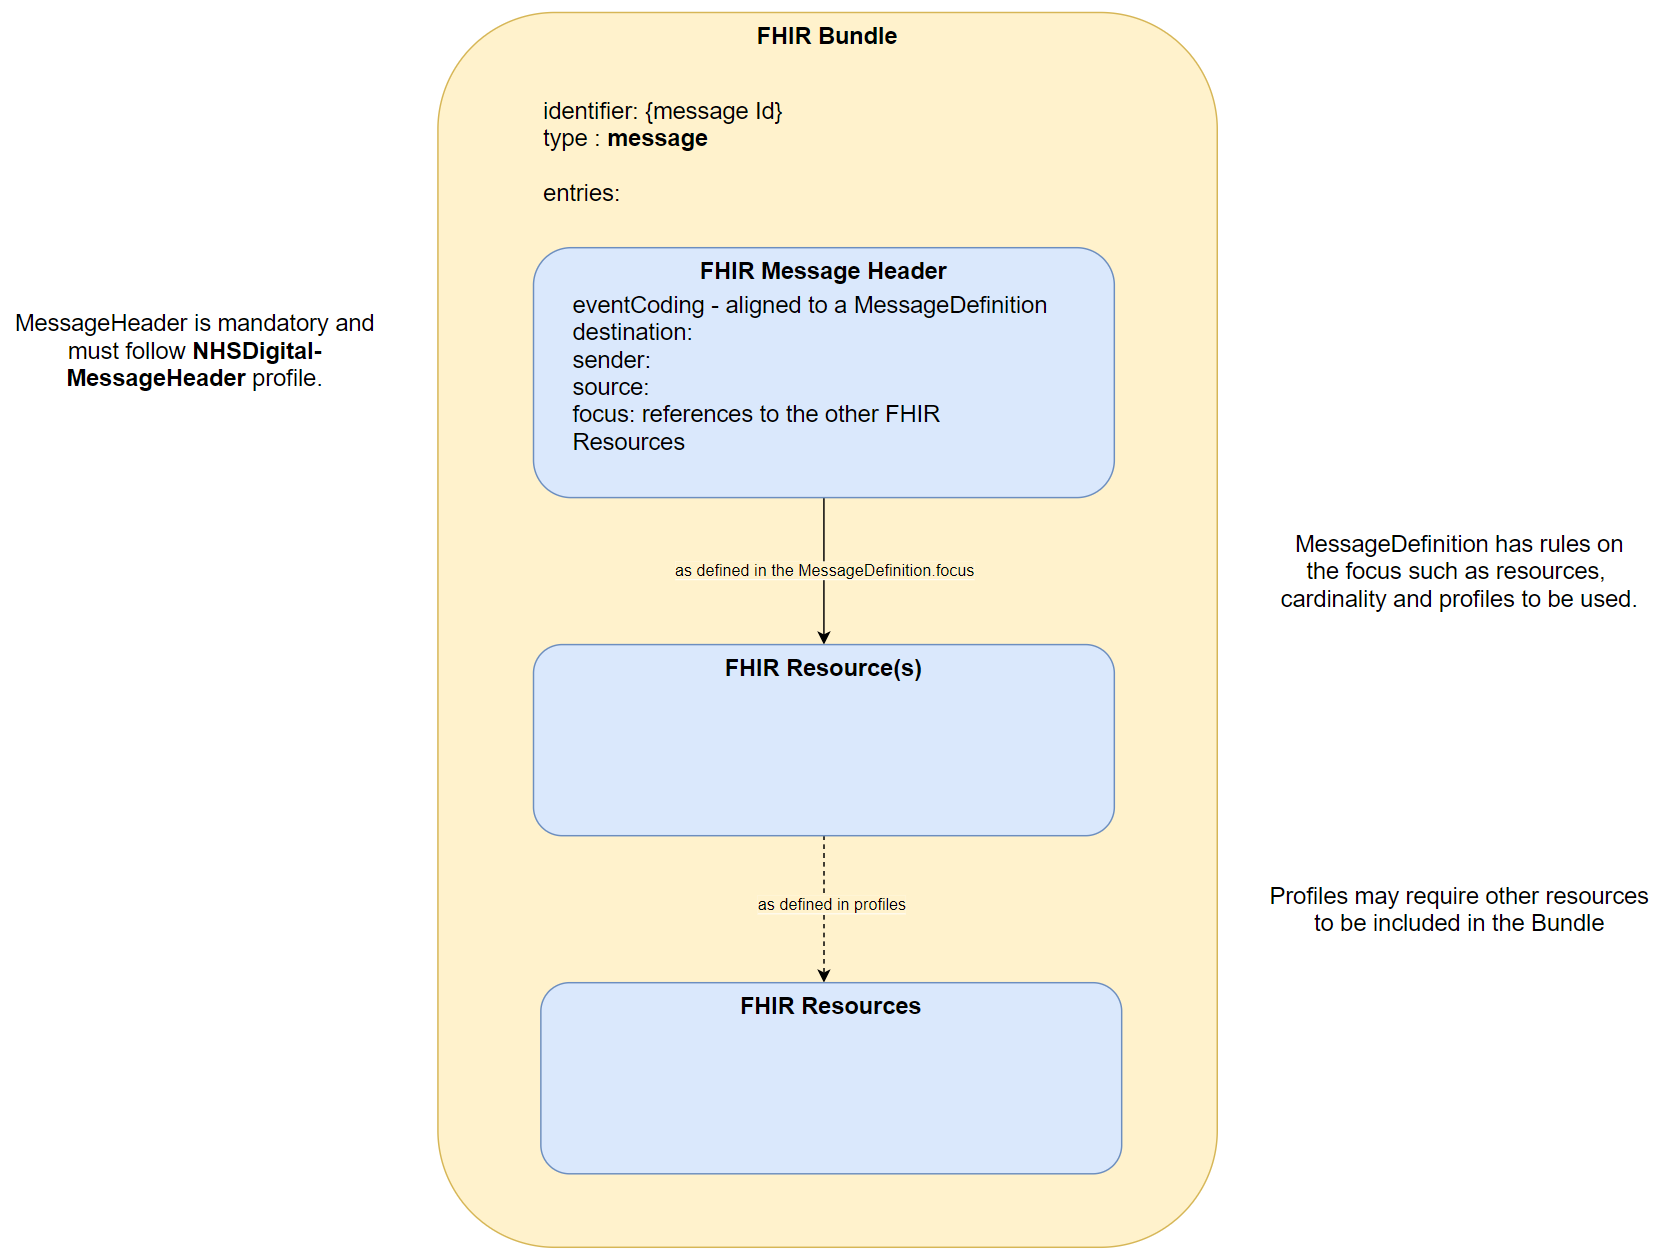 FHIR Bundle
identifier: {message Id}
type : message
entries:
FHIR Message Header
eventCoding - aligned to a MessageDefinition
destination:
sender:
source:
focus: references to the other FHIR
Resources
MessageHeader is mandatory and
must follow NHSDigital-
MessageHeader profile.
as defined in the MessageDefinition.focus
MessageDefinition has rules on
the focus such as resources,
cardinality and profiles to be used.
FHIR Resource(s)
as defined in profiles
Profiles may require other resources
to be included in the Bundle
FHIR Resources